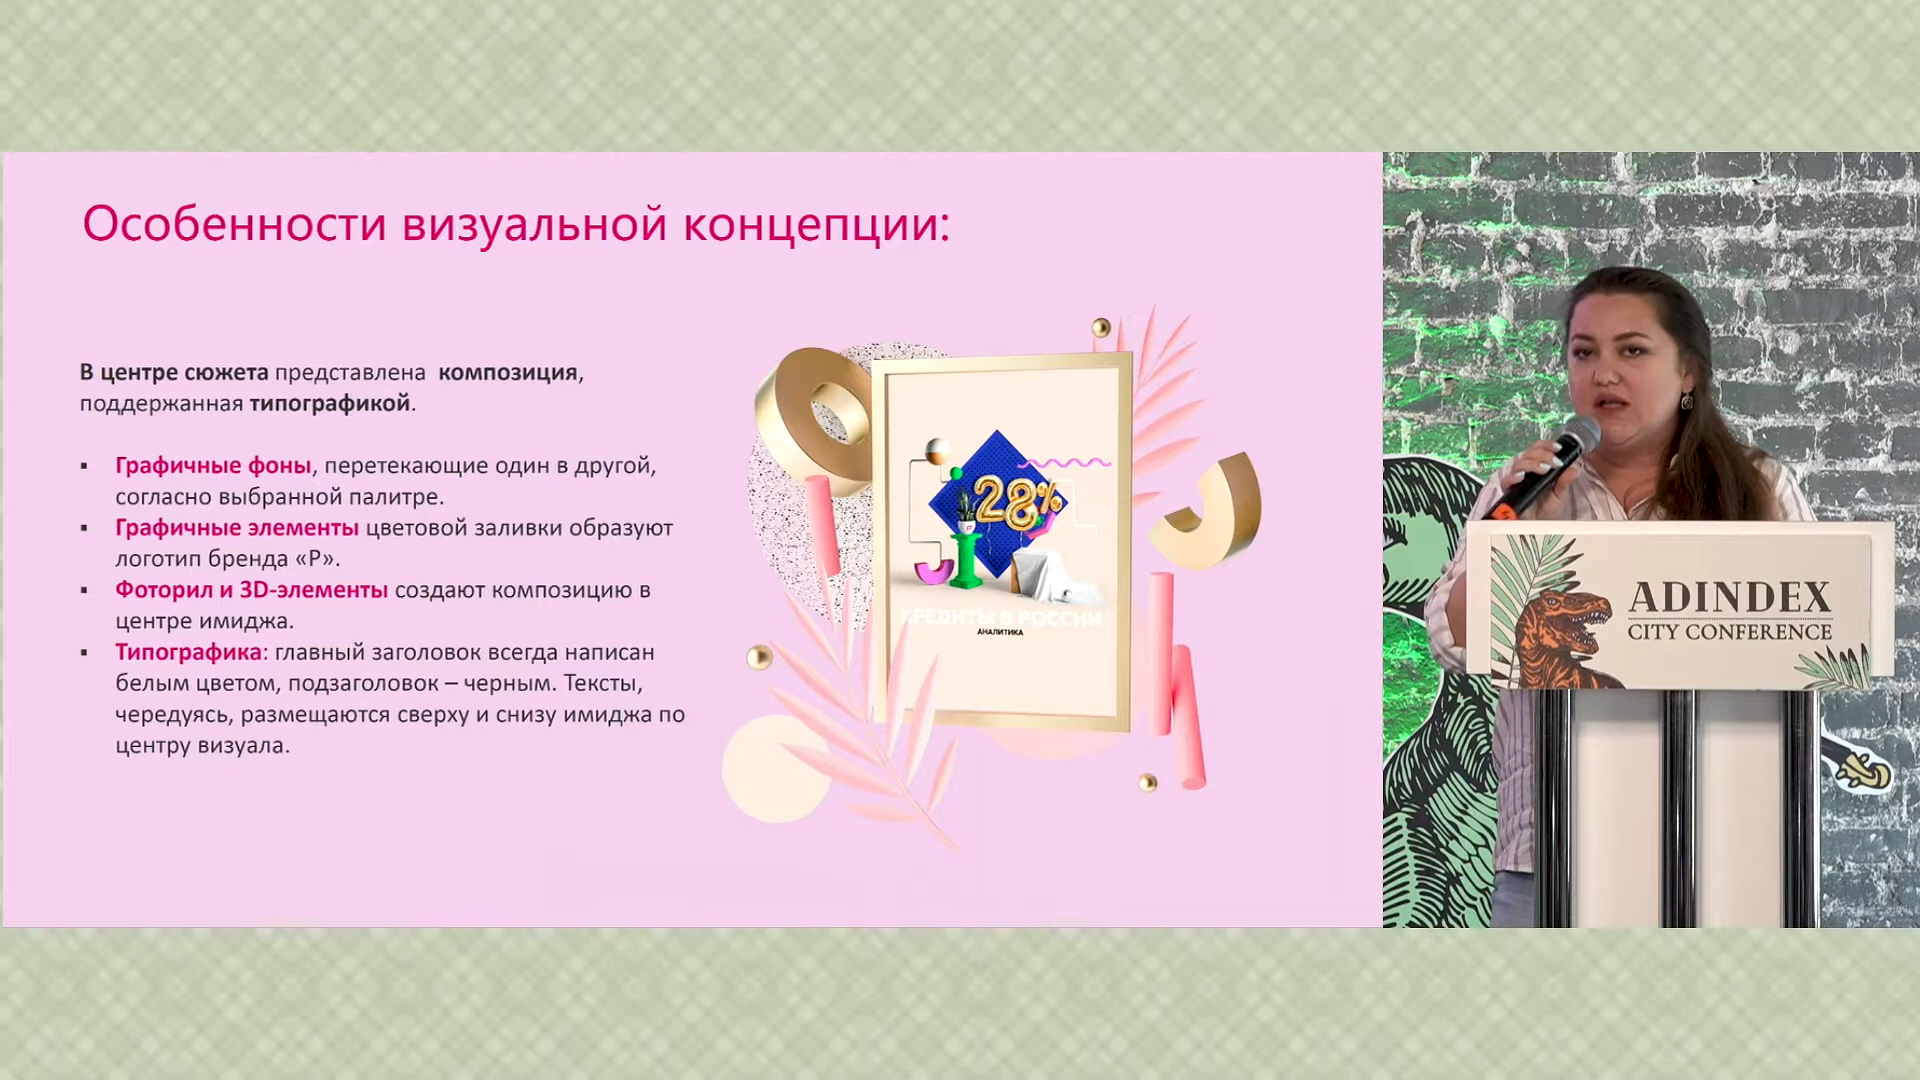 Особенности визуальной концепции:
В центре сюжета представлена композиция,
поддержанная типографикой.
▪ Графичные фоны, перетекающие один в другой,
согласно выбранной палитре.
▪ Графичные элементы цветовой заливки образуют
логотип бренда «Р».
▪ Фоторил и 3D-элементы создают композицию в
центре имиджа.
▪ Типографика: главный заголовок всегда написан
белым цветом, подзаголовок – черным. Тексты,
чередуясь, размещаются сверху и снизу имиджа по
центру визуала.
28%
КРЕДИТЫ В РОССИИ
АНАЛИТИКА
ADINDEX
CITY CONFERENCE